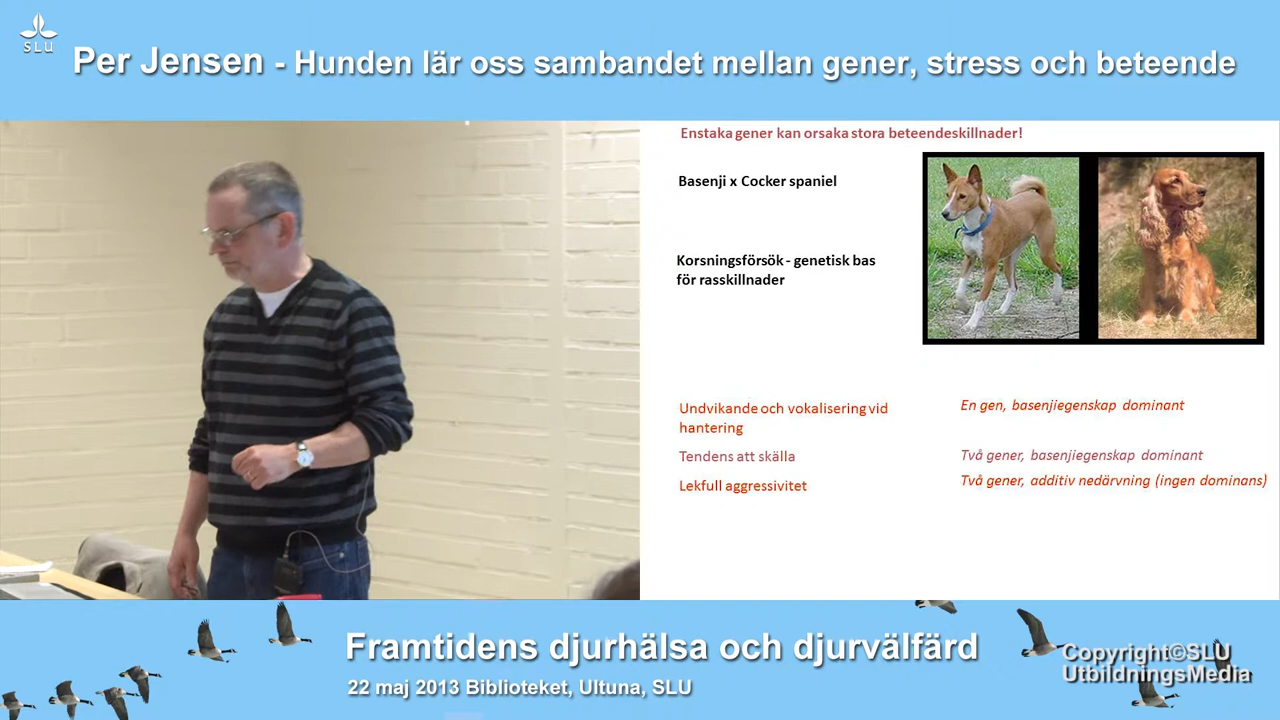 SLU
Per Jensen - Hunden lär oss sambandet mellan gener, stress och beteende
Enstaka gener kan orsaka stora beteendeskillnader!
Basenji x Cocker spaniel
Korsningsförsök - genetisk bas
för rasskillnader
Undvikande och vokalisering vid
hantering
En gen, basenjiegenskap dominant
Tendens att skälla
Två gener, basenjiegenskap dominant
Lekfull aggressivitet
Två gener, additiv nedärvning (ingen dominans)
Framtidens djurhälsa och djurvälfärd
22 maj 2013 Biblioteket, Ultuna, SLU
Copyright©SLU
UtbildningsMedia